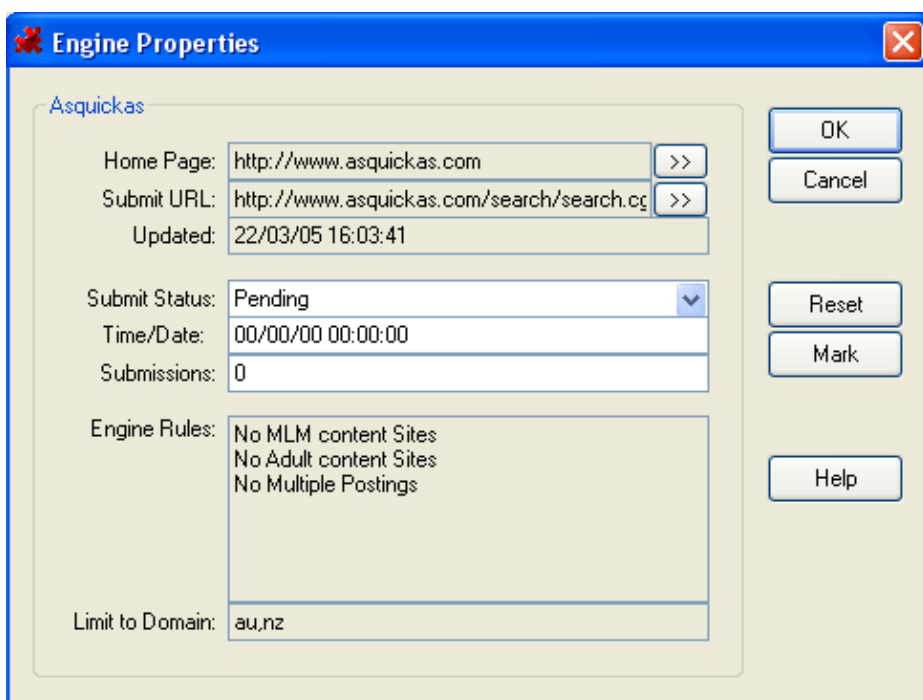 Engine Properties
Asquickas
Home Page: http://www.asquickas.com >>
Submit URL: http://www.asquickas.com/search/search.cg >>
Updated: 22/03/05 16:03:41
Submit Status: Pending
Time/Date: 00/00/00 00:00:00
Submissions: 0
Engine Rules: No MLM content Sites
No Adult content Sites
No Multiple Postings
Limit to Domain: au,nz
OK
Cancel
Reset
Mark
Help